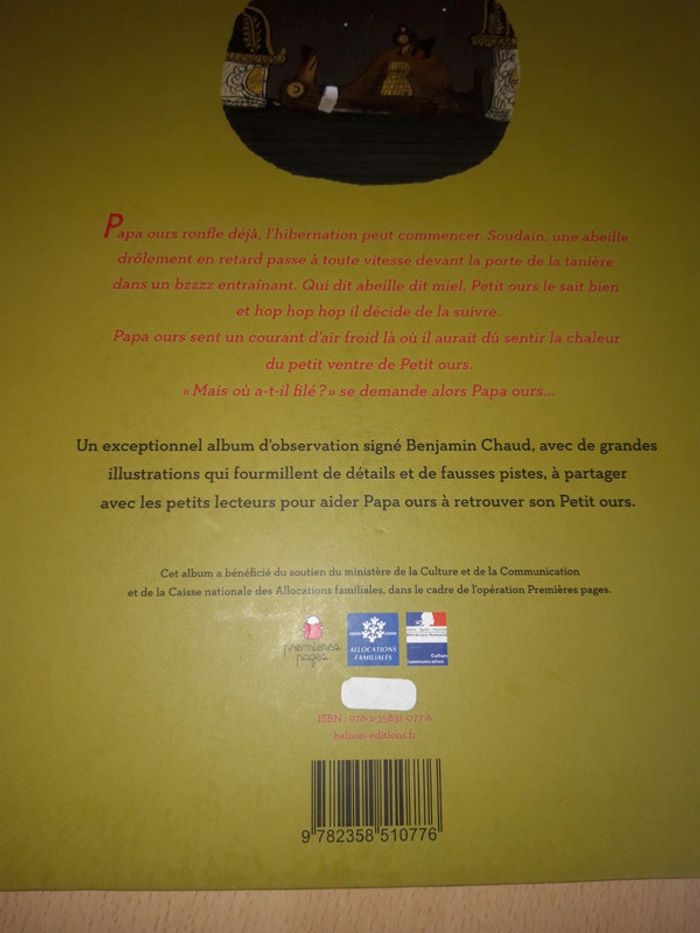 Papa ours ronfle déjà, l'hibernation peut commencer. Soudain, une abeille
drôlement en retard passe à toute vitesse devant la porte de la tanière
dans un bzzzz entraînant. Qui dit abeille dit miel, Petit ours le sait bien
et hop hop hop il décide de la suivre.
Papa ours sent un courant d'air froid là où il aurait dû sentir la chaleur
du petit ventre de Petit ours.
« Mais où a-t-il filé ? » se demande alors Papa ours...
Un exceptionnel album d'observation signé Benjamin Chaud, avec de grandes
illustrations qui fourmillent de détails et de fausses pistes, à partager
avec les petits lecteurs pour aider Papa ours à retrouver son Petit ours.
Cet album a bénéficié du soutien du ministère de la Culture et de la Communication
et de la Caisse nationale des Allocations familiales, dans le cadre de l'opération Premières pages.
premières
pages
ALLOCATIONS
FAMILIALES
Liberté • Égalité • Fraternité
République Française
Culture
Communication
ISBN : 978-2-35851-077-6
helium-editions.fr
9 782358 510776